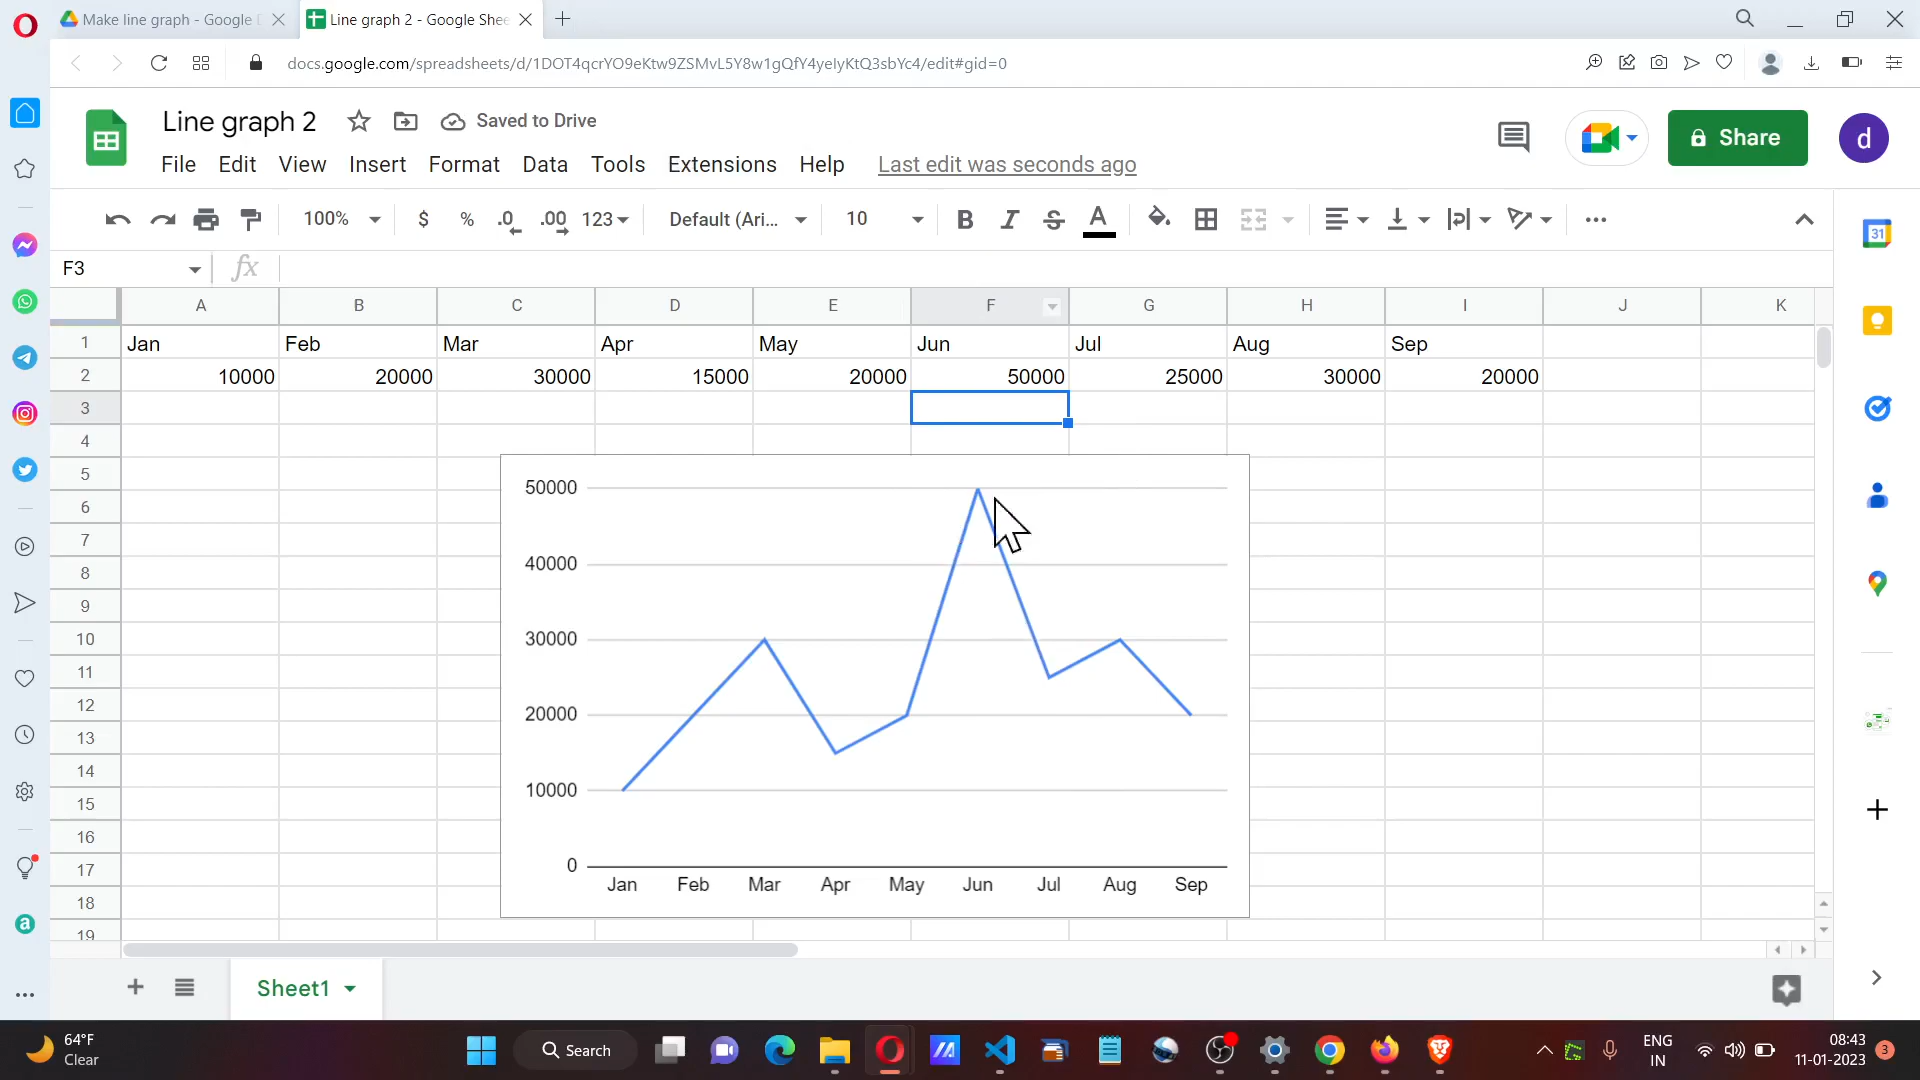 Make line graph - Google D
Line graph 2 - Google Shee
docs.google.com/spreadsheets/d/1DOT4qcrYO9eKtw9ZSMvL5Y8w1gQfY4yeIyKtQ3sbYc4/edit#gid=0
Line graph 2
Saved to Drive
File Edit View Insert Format Data Tools Extensions Help Last edit was seconds ago
Share
d
100% $ % .0 .00 123 Default (Ari... 10 B I S A
31
F3 fx
A B C D E F G H I J K
1 Jan Feb Mar Apr May Jun Jul Aug Sep
2 10000 20000 30000 15000 20000 50000 25000 30000 20000
3
4
5
6
7
8
9
10
11
12
13
14
15
16
17
18
19
50000
40000
30000
20000
10000
0
Jan Feb Mar Apr May Jun Jul Aug Sep
a
Sheet1
64°F
Clear
Search
ENG
IN
08:43
11-01-2023
3